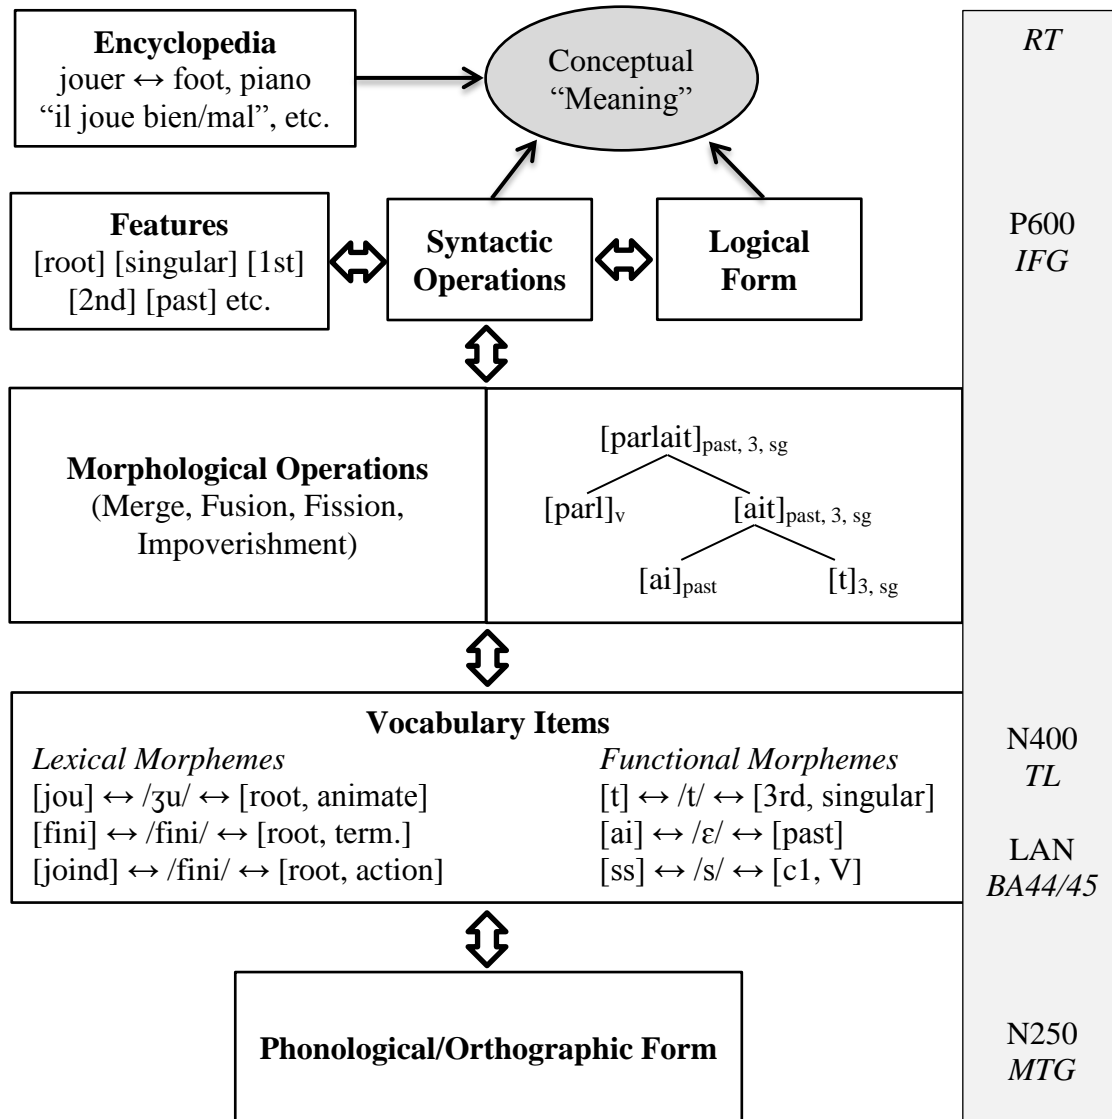 Encyclopedia
jouer ↔ foot, piano
“il joue bien/mal”, etc.
Conceptual
“Meaning”
RT
Features
[root] [singular] [1st]
[2nd] [past] etc.
Syntactic
Operations
Logical
Form
P600
IFG
Morphological Operations
(Merge, Fusion, Fission,
Impoverishment)
[parlait]past, 3, sg
[parl]v
[ait]past, 3, sg
[ai]past
[t]3, sg
Vocabulary Items
Lexical Morphemes
[jou] ↔ /ʒu/ ↔ [root, animate]
[fini] ↔ /fini/ ↔ [root, term.]
[joind] ↔ /fini/ ↔ [root, action]
Functional Morphemes
[t] ↔ /t/ ↔ [3rd, singular]
[ai] ↔ /ε/ ↔ [past]
[ss] ↔ /s/ ↔ [c1, V]
N400
TL
LAN
BA44/45
Phonological/Orthographic Form
N250
MTG